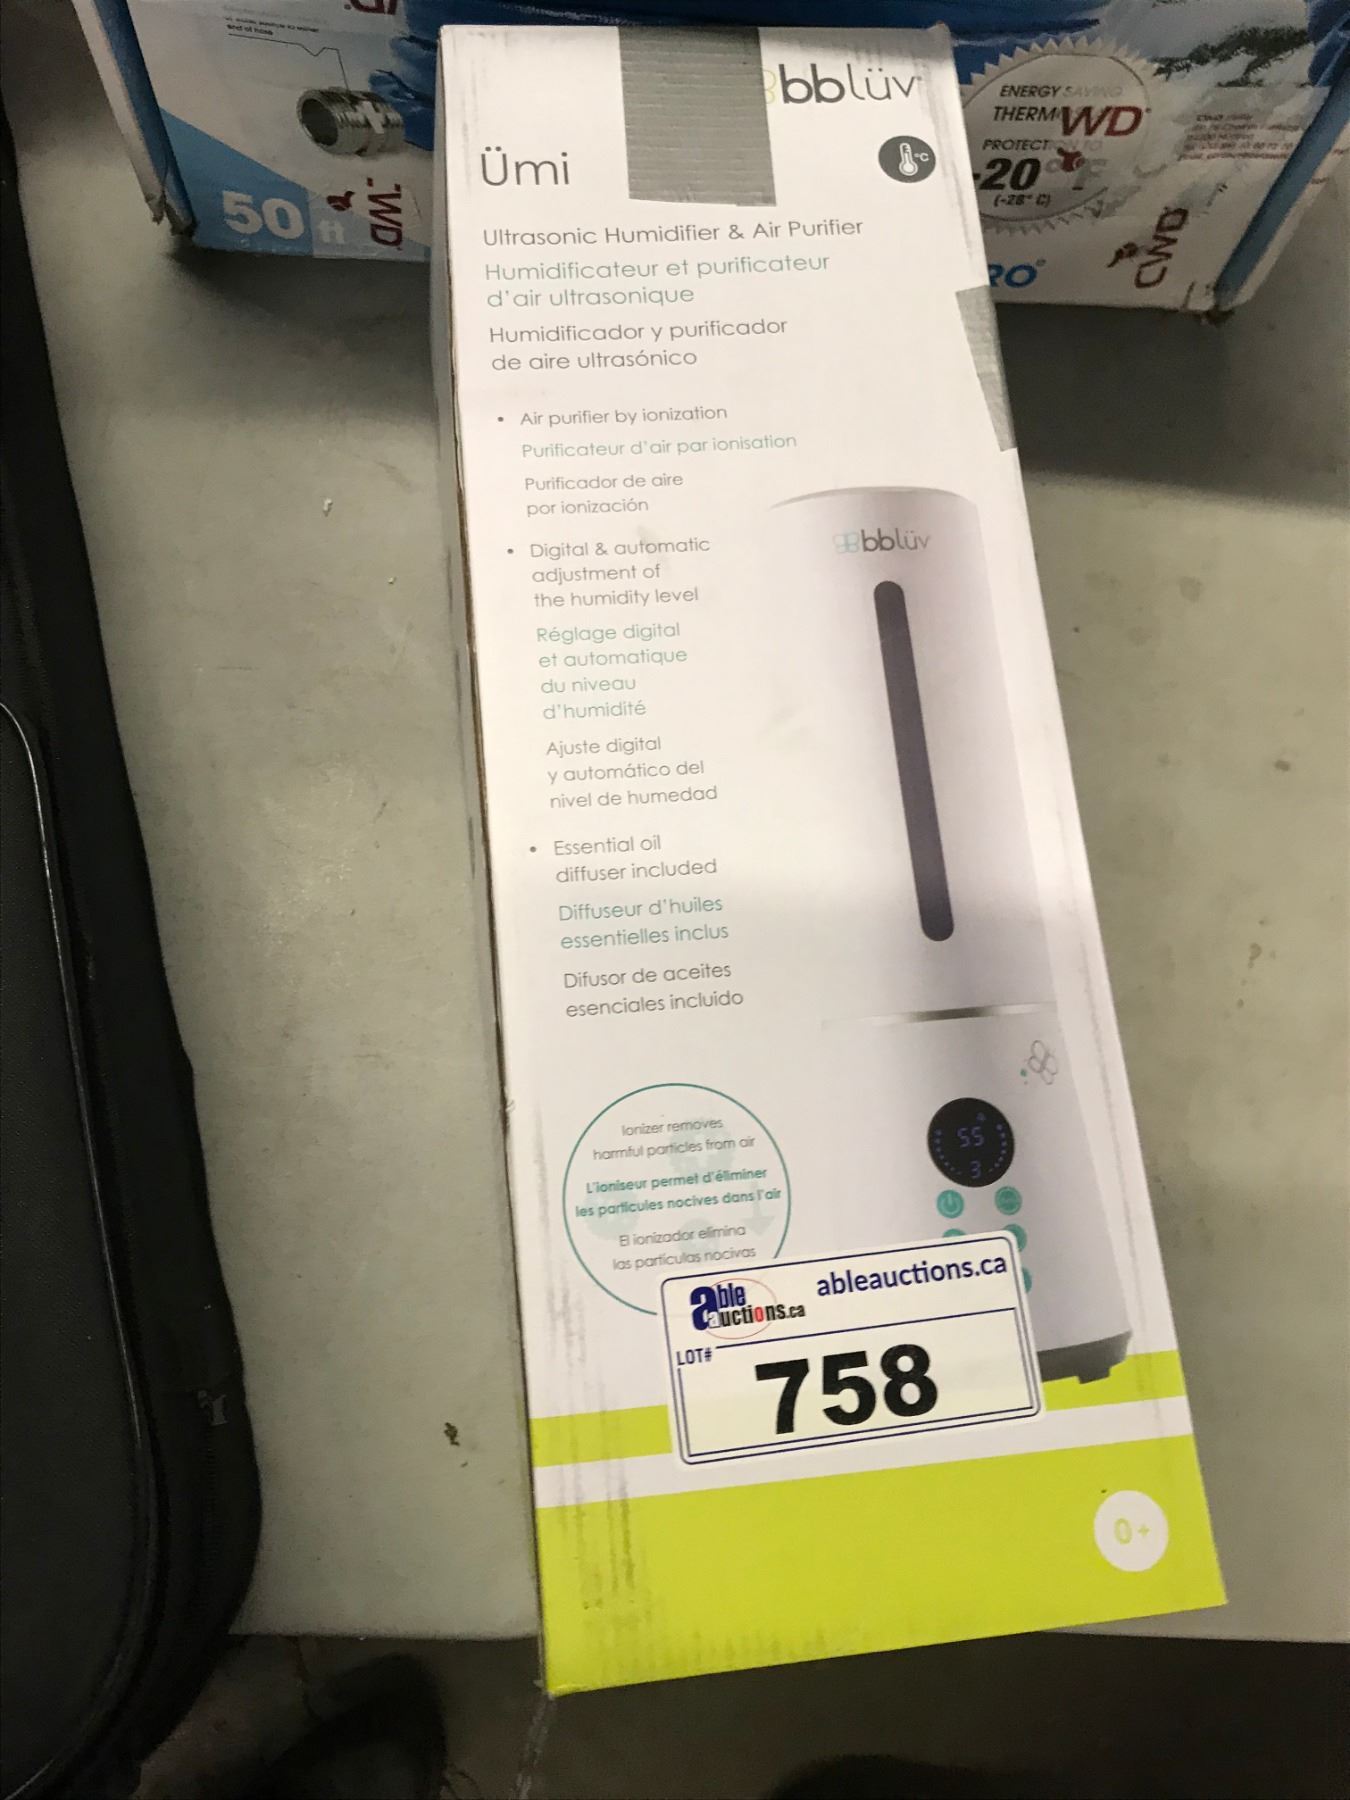 ENERGY SAVING
THERM WD
PROTECT
-20
(-28° C)
50 ft
WD
CWD
bblüv
Ümi
°C
Ultrasonic Humidifier & Air Purifier
Humidificateur et purificateur
d'air ultrasonique
Humidificador y purificador
de aire ultrasónico
• Air purifier by ionization
Purificateur d'air par ionisation
Purificador de aire
por ionización
• Digital & automatic
adjustment of
the humidity level
Réglage digital
et automatique
du niveau
d'humidité
Ajuste digital
y automático del
nivel de humedad
• Essential oil
diffuser included
Diffuseur d'huiles
essentielles inclus
Difusor de aceites
esenciales incluido
bblüv
55
3
Ionizer removes
harmful particles from air
L'ioniseur permet d'éliminer
les particules nocives dans l'air
El ionizador elimina
las partículas nocivas
able auctions.ca
ableauctions.ca
LOT#
758
0+